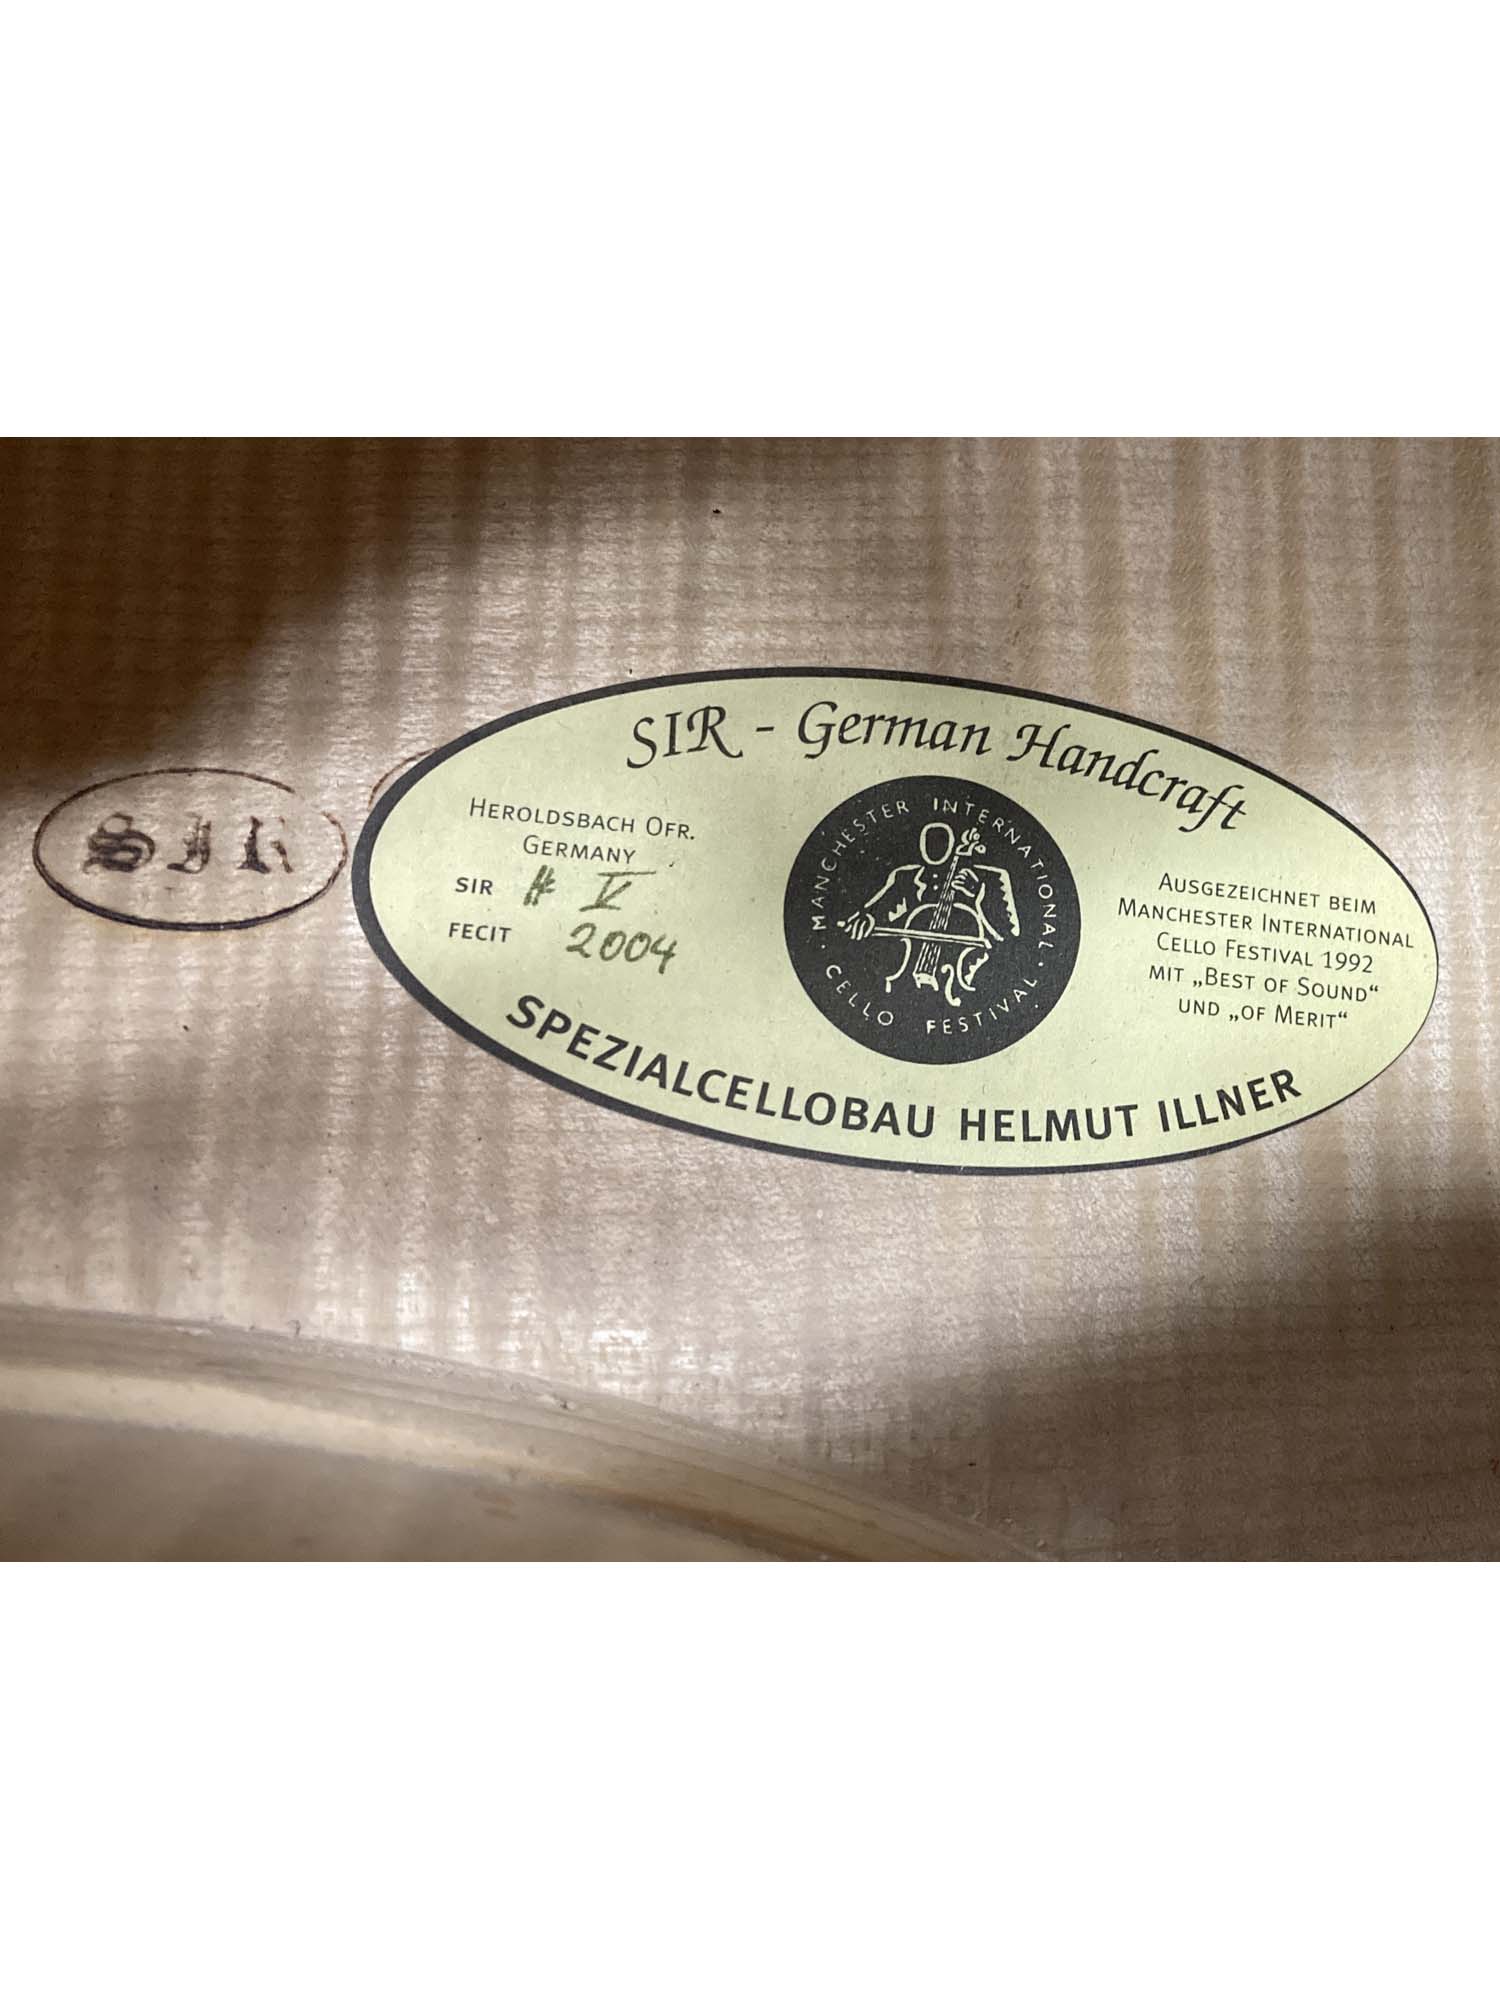 SIR
SIR - German Handcraft
HEROLDSBACH OFR.
GERMANY
SIR # V
FECIT 2004
MANCHESTER INTERNATIONAL
CELLO FESTIVAL
AUSGEZEICHNET BEIM
MANCHESTER INTERNATIONAL
CELLO FESTIVAL 1992
MIT „BEST OF SOUND“
UND „OF MERIT“
SPEZIALCELLOBAU HELMUT ILLNER